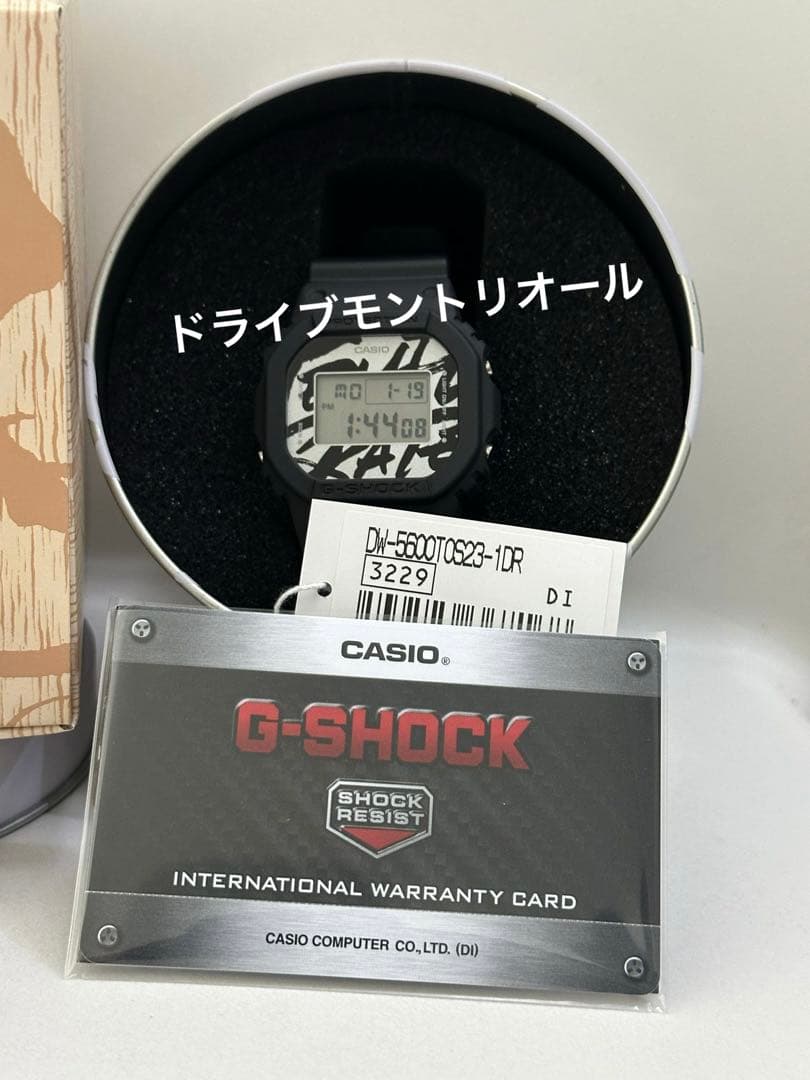 ドライブモントリオール
CASIO
MO 1-19
PM
1:44 08
G-SHOCK
DW-5600TOS23-1DR
3229
DI
CASIO®
G-SHOCK
SHOCK
RESIST
INTERNATIONAL WARRANTY CARD
CASIO COMPUTER CO.,LTD. (DI)